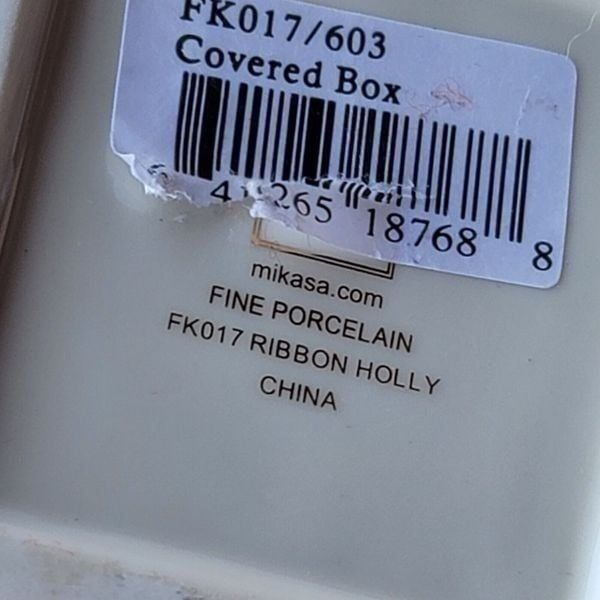 FK017/603
Covered Box
265 18768 8
mikasa.com
FINE PORCELAIN
FK017 RIBBON HOLLY
CHINA